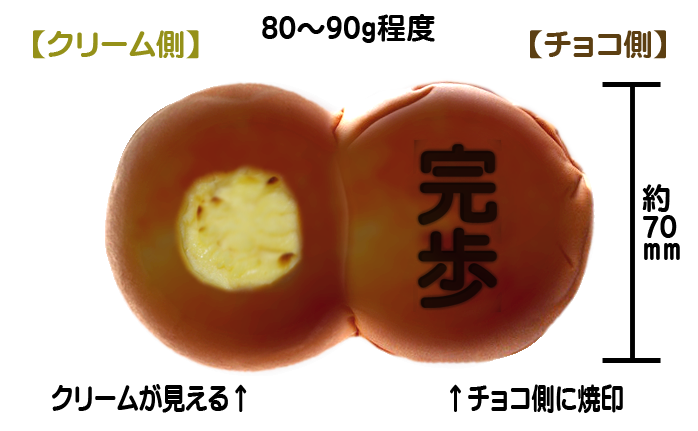 80～90g程度
【クリーム側】
【チョコ側】
完歩
約
70
mm
クリームが見える↑
↑チョコ側に焼印